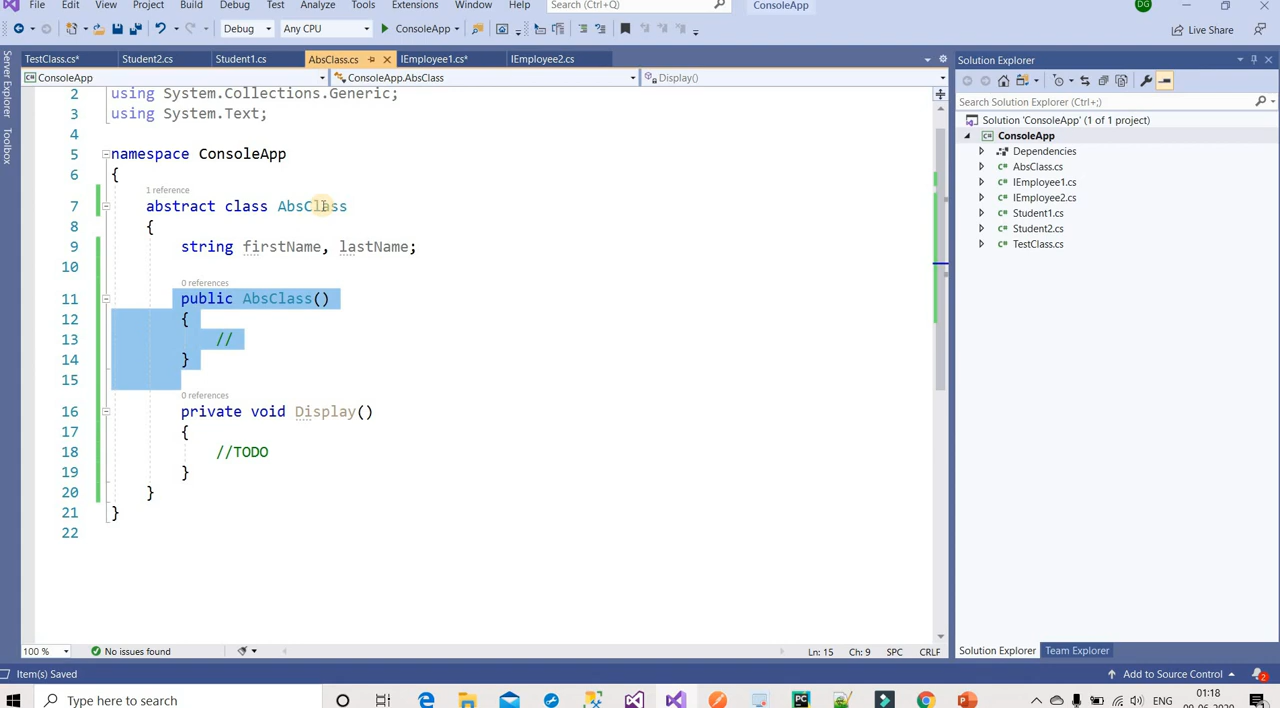 File Edit View Project Build Debug Test Analyze Tools Extensions Window Help Search (Ctrl+Q) ConsoleApp DG
Debug Any CPU ConsoleApp Live Share
Server Explorer
Toolbox
TestClass.cs* Student2.cs Student1.cs AbsClass.cs IEmployee1.cs* IEmployee2.cs
ConsoleApp ConsoleApp.AbsClass Display()
2 using System.Collections.Generic;
3 using System.Text;
4
5 namespace ConsoleApp
6 {
1 reference
7 abstract class AbsClass
8 {
9 string firstName, lastName;
10
0 references
11 public AbsClass()
12 {
13 //
14 }
15
0 references
16 private void Display()
17 {
18 //TODO
19 }
20 }
21 }
22
100 % No issues found Ln: 15 Ch: 9 SPC CRLF
Solution Explorer
Search Solution Explorer (Ctrl+;)
Solution 'ConsoleApp' (1 of 1 project)
ConsoleApp
Dependencies
AbsClass.cs
IEmployee1.cs
IEmployee2.cs
Student1.cs
Student2.cs
TestClass.cs
Solution Explorer Team Explorer
Item(s) Saved Add to Source Control 2
Type here to search ENG 01:18